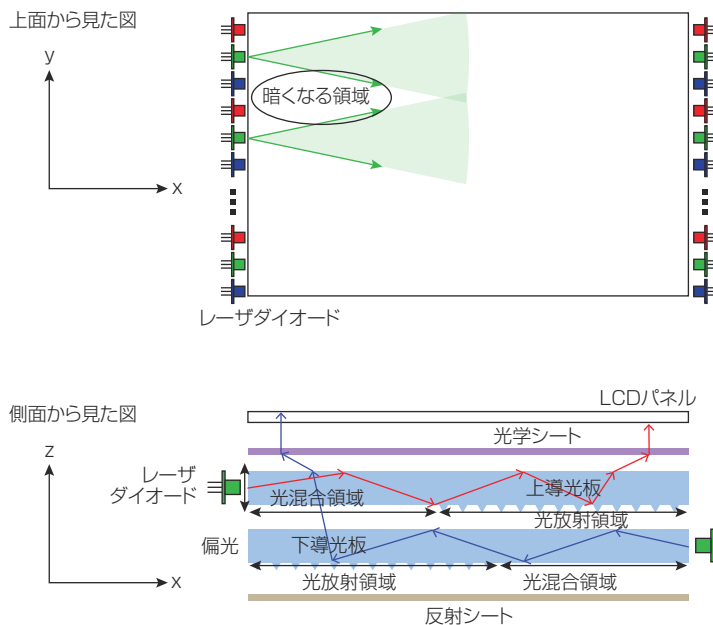 上面から見た図
y
x
暗くなる領域
レーザダイオード
側面から見た図
z
x
LCDパネル
光学シート
レーザ
ダイオード
光混合領域
上導光板
光放射領域
偏光
下導光板
光放射領域
光混合領域
反射シート